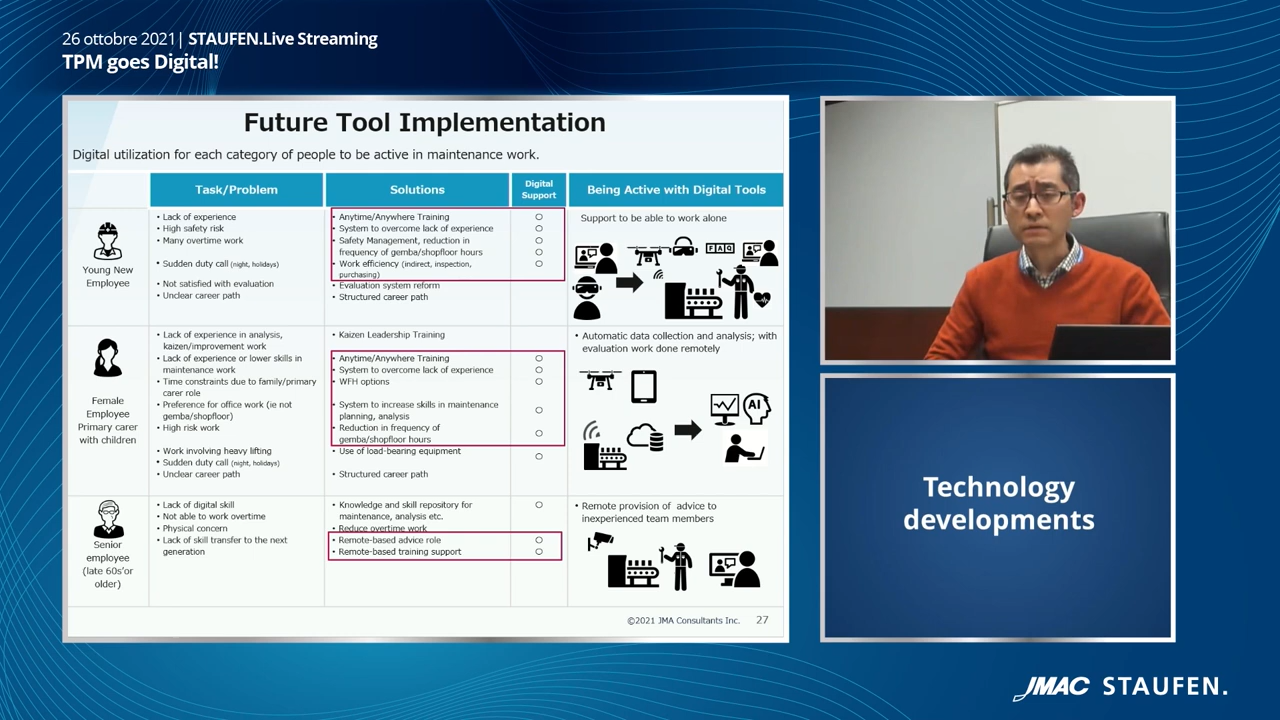 26 ottobre 2021| STAUFEN.Live Streaming
TPM goes Digital!
Future Tool Implementation
Digital utilization for each category of people to be active in maintenance work.
Task/Problem
Solutions
Digital
Support
Being Active with Digital Tools
Young New
Employee
• Lack of experience
• High safety risk
• Many overtime work
• Sudden duty call (night, holidays)
• Not satisfied with evaluation
• Unclear career path
• Anytime/Anywhere Training
• System to overcome lack of experience
• Safety Management, reduction in
frequency of gemba/shopfloor hours
• Work efficiency (indirect, inspection,
purchasing)
• Evaluation system reform
• Structured career path
Support to be able to work alone
FAQ
Female
Employee
Primary carer
with children
• Lack of experience in analysis,
kaizen/improvement work
• Lack of experience or lower skills in
maintenance work
• Time constraints due to family/primary
carer role
• Preference for office work (ie not
gemba/shopfloor)
• High risk work
• Work involving heavy lifting
• Sudden duty call (night, holidays)
• Unclear career path
• Kaizen Leadership Training
• Anytime/Anywhere Training
• System to overcome lack of experience
• WFH options
• System to increase skills in maintenance
planning, analysis
• Reduction in frequency of
gemba/shopfloor hours
• Use of load-bearing equipment
• Structured career path
• Automatic data collection and analysis; with
evaluation work done remotely
AI
Senior
employee
(late 60s'or
older)
• Lack of digital skill
• Not able to work overtime
• Physical concern
• Lack of skill transfer to the next
generation
• Knowledge and skill repository for
maintenance, analysis etc.
• Reduce overtime work
• Remote-based advice role
• Remote-based training support
• Remote provision of advice to
inexperienced team members
©2021 JMA Consultants Inc.
27
Technology
developments
JMAC STAUFEN.